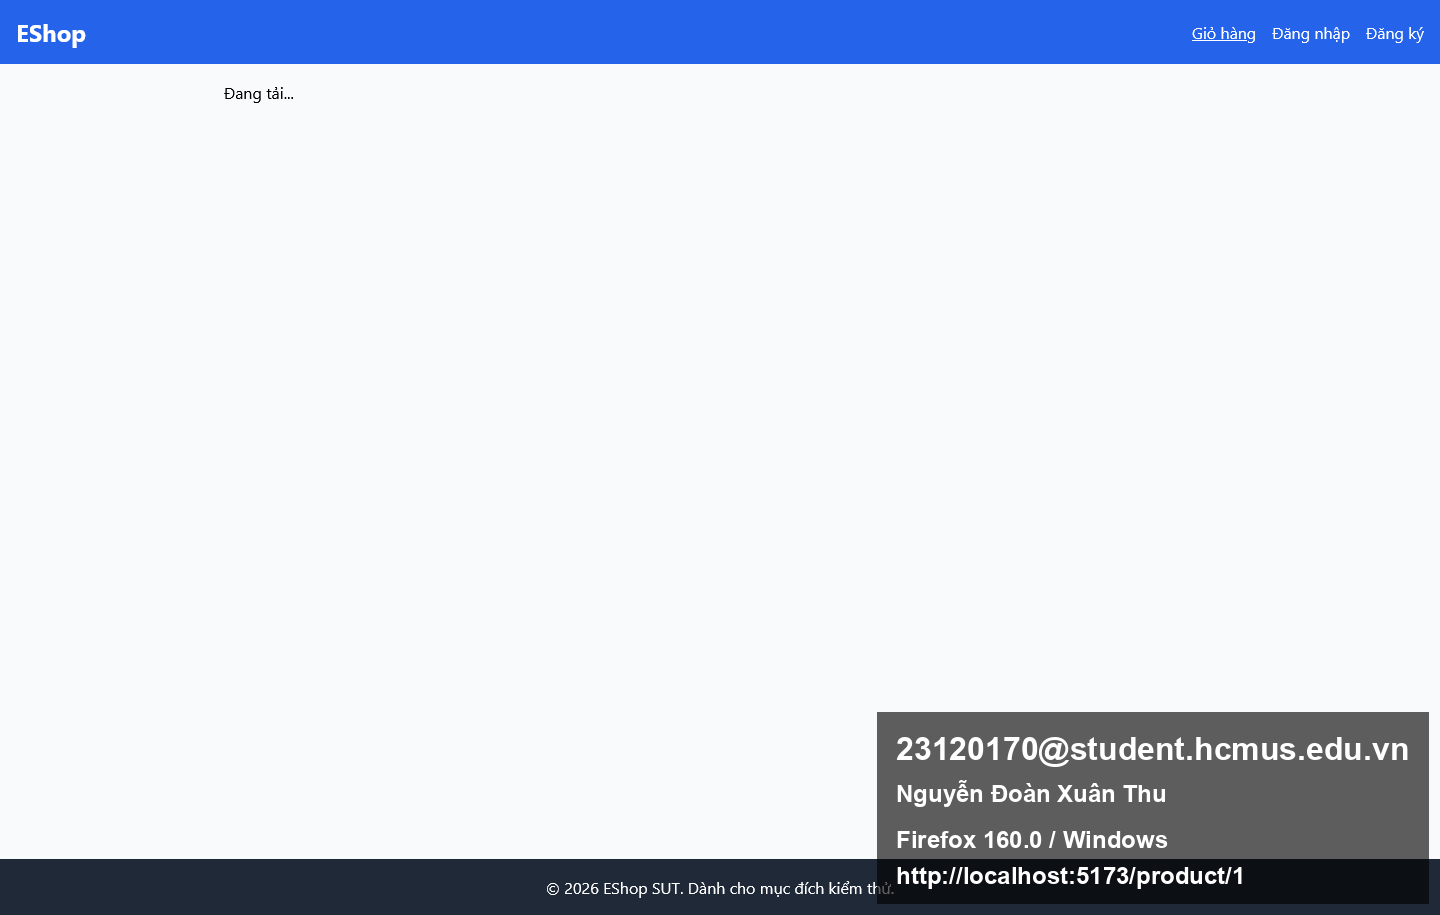 EShop
Giỏ hàng Đăng nhập Đăng ký
Đang tải...
23120170@student.hcmus.edu.vn
Nguyễn Đoàn Xuân Thu
Firefox 160.0 / Windows
http://localhost:5173/product/1
© 2026 EShop SUT. Dành cho mục đích kiểm thử.